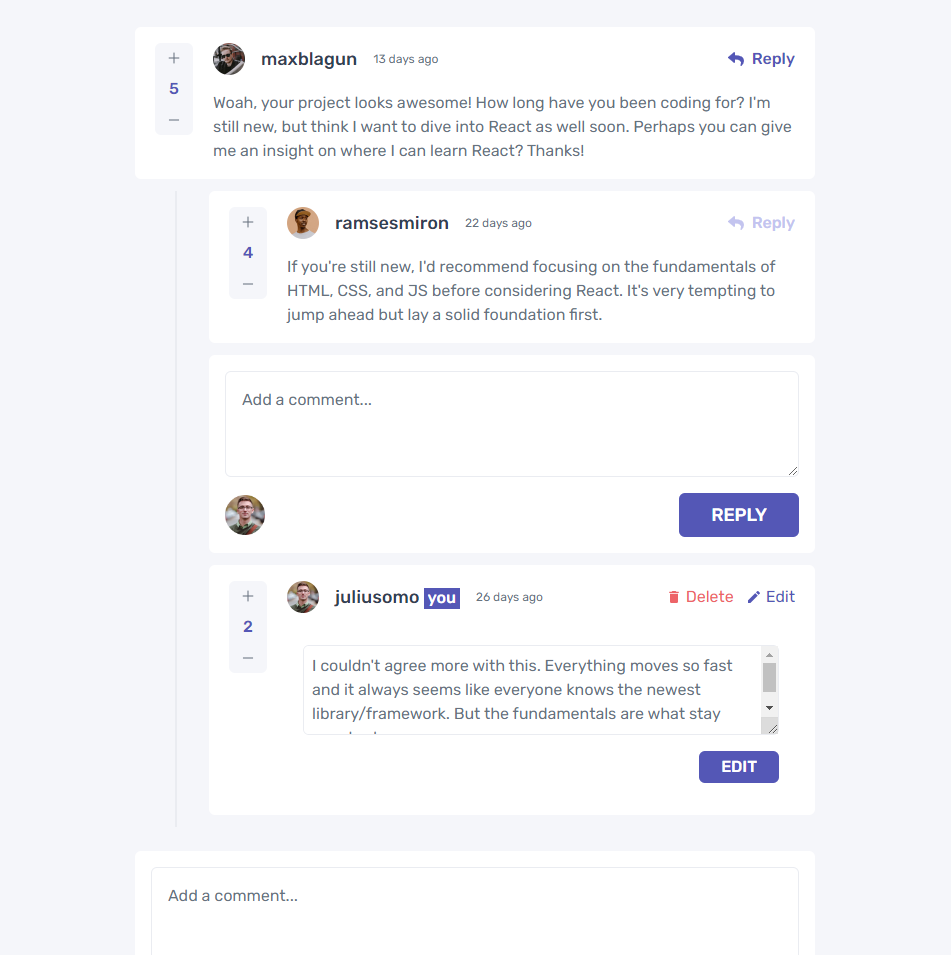 +
5
−
maxblagun 13 days ago Reply
Woah, your project looks awesome! How long have you been coding for? I'm
still new, but think I want to dive into React as well soon. Perhaps you can give
me an insight on where I can learn React? Thanks!
+
4
−
ramsesmiron 22 days ago Reply
If you're still new, I'd recommend focusing on the fundamentals of
HTML, CSS, and JS before considering React. It's very tempting to
jump ahead but lay a solid foundation first.
Add a comment...
REPLY
+
2
−
juliusomo you 26 days ago Delete Edit
I couldn't agree more with this. Everything moves so fast
and it always seems like everyone knows the newest
library/framework. But the fundamentals are what stay
EDIT
Add a comment...